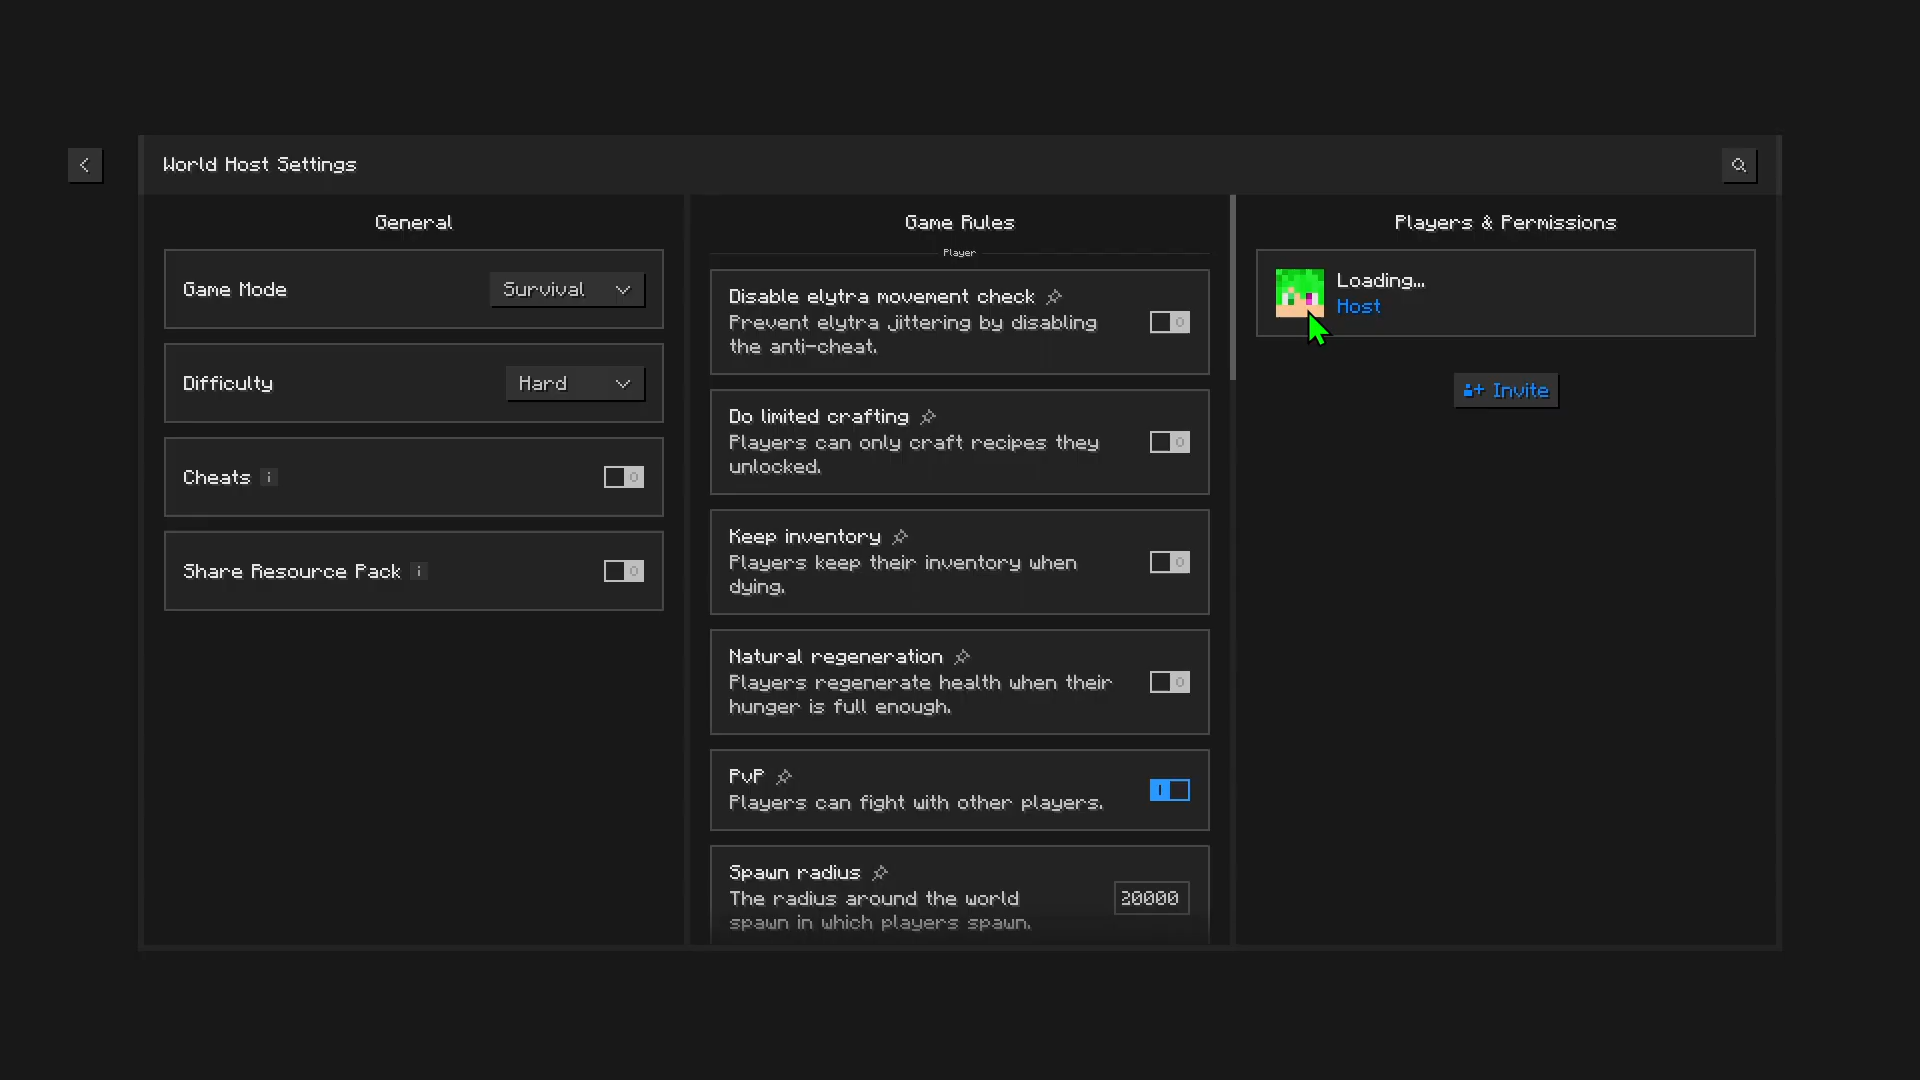 World Host Settings
General
Game Mode
Survival
Difficulty
Hard
Cheats
i
Share Resource Pack
i
Game Rules
Player
Disable elytra movement check
Prevent elytra jittering by disabling
the anti-cheat.
Do limited crafting
Players can only craft recipes they
unlocked.
Keep inventory
Players keep their inventory when
dying.
Natural regeneration
Players regenerate health when their
hunger is full enough.
PvP
Players can fight with other players.
Spawn radius
The radius around the world
spawn in which players spawn.
20000
Players & Permissions
Loading...
Host
Invite